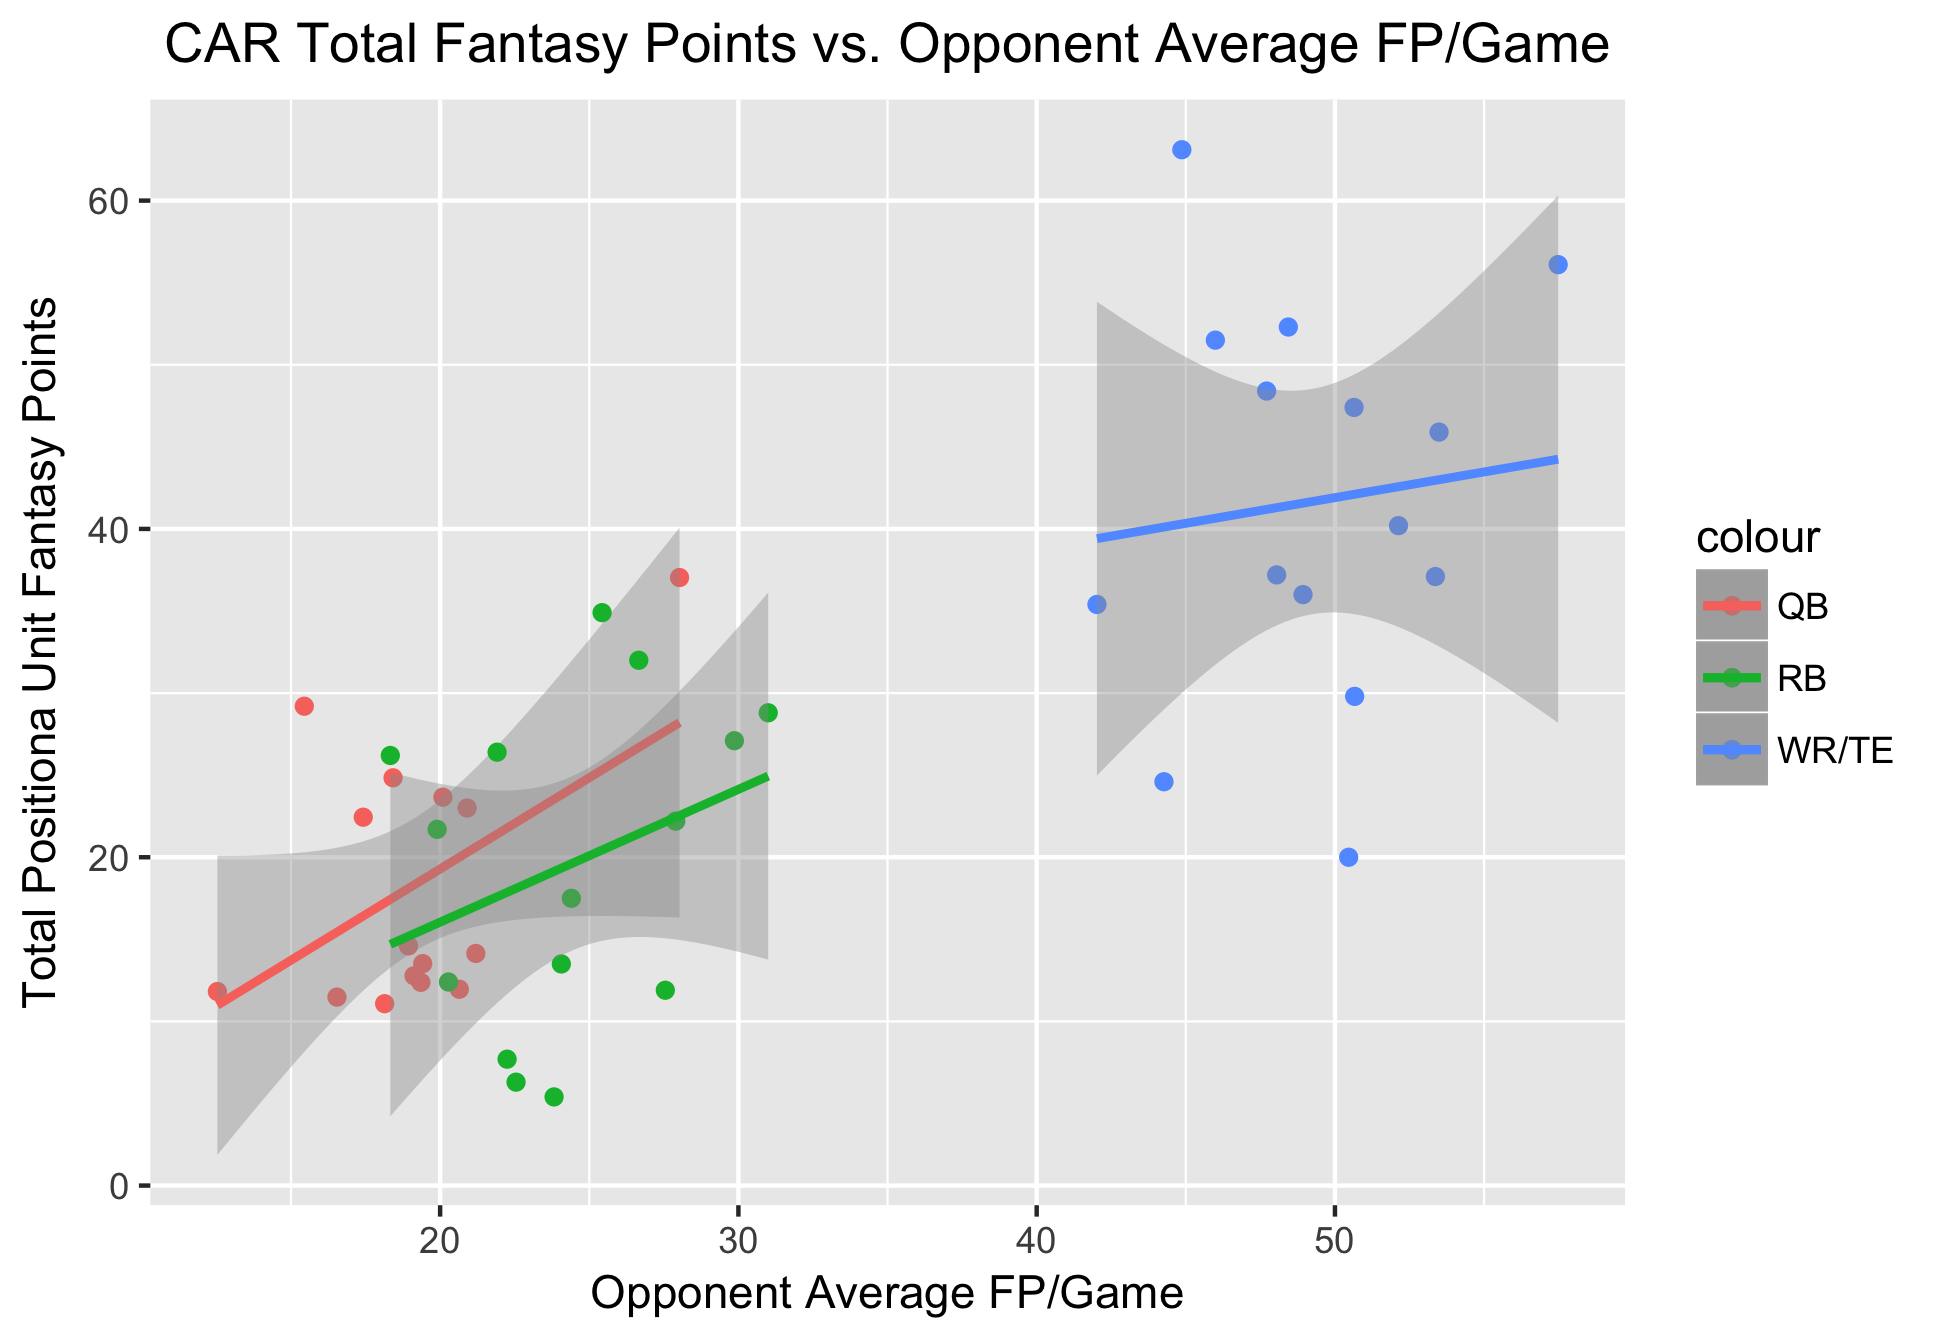 CAR Total Fantasy Points vs. Opponent Average FP/Game
Total Positiona Unit Fantasy Points
60
40
20
0
20
30
40
50
Opponent Average FP/Game
colour
QB
RB
WR/TE